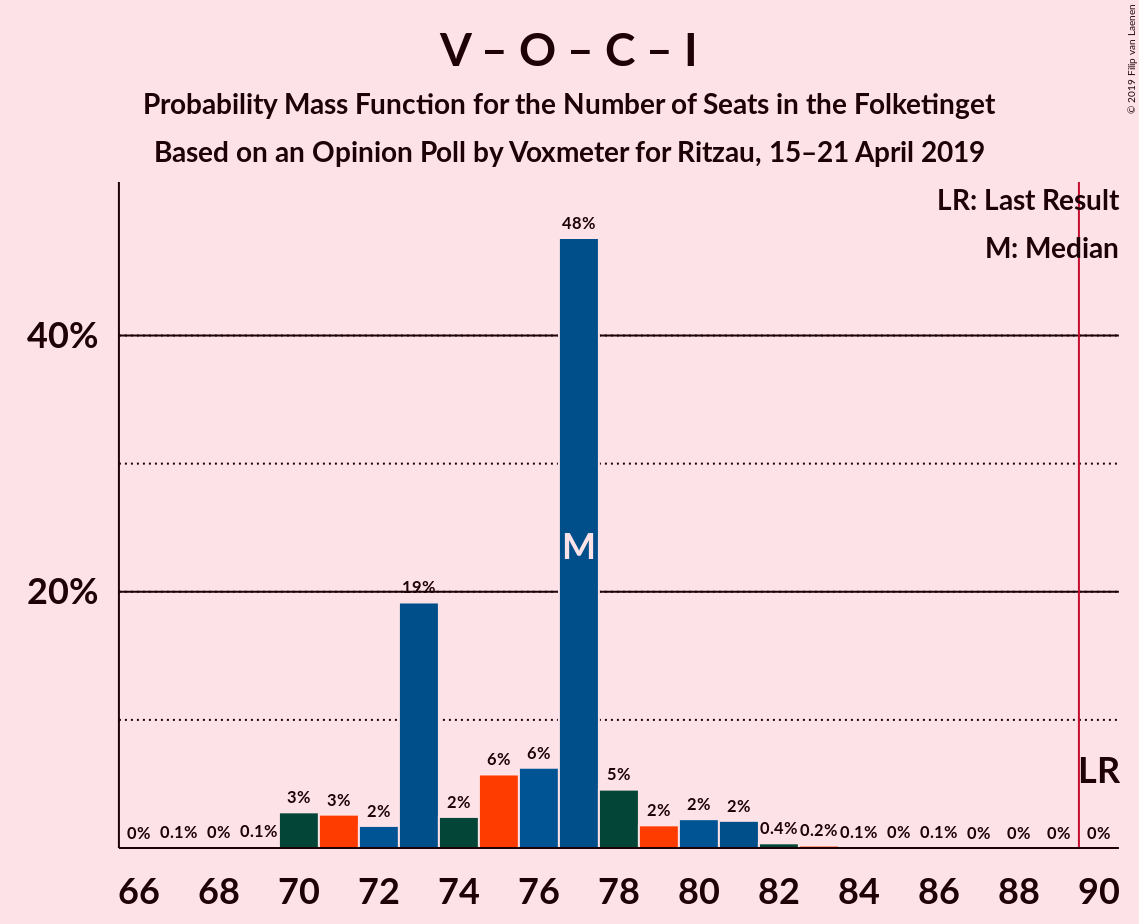 V – O – C – I
Probability Mass Function for the Number of Seats in the Folketinget
Based on an Opinion Poll by Voxmeter for Ritzau, 15–21 April 2019
© 2019 Filip van Laenen
LR: Last Result
M: Median
48%
40%
M
19%
20%
LR
0% 0.1% 0% 0.1% 3% 3% 2% 2% 6% 6% 5% 2% 2% 2% 0.4% 0.2% 0.1% 0% 0.1% 0% 0% 0% 0%
66 68 70 72 74 76 78 80 82 84 86 88 90